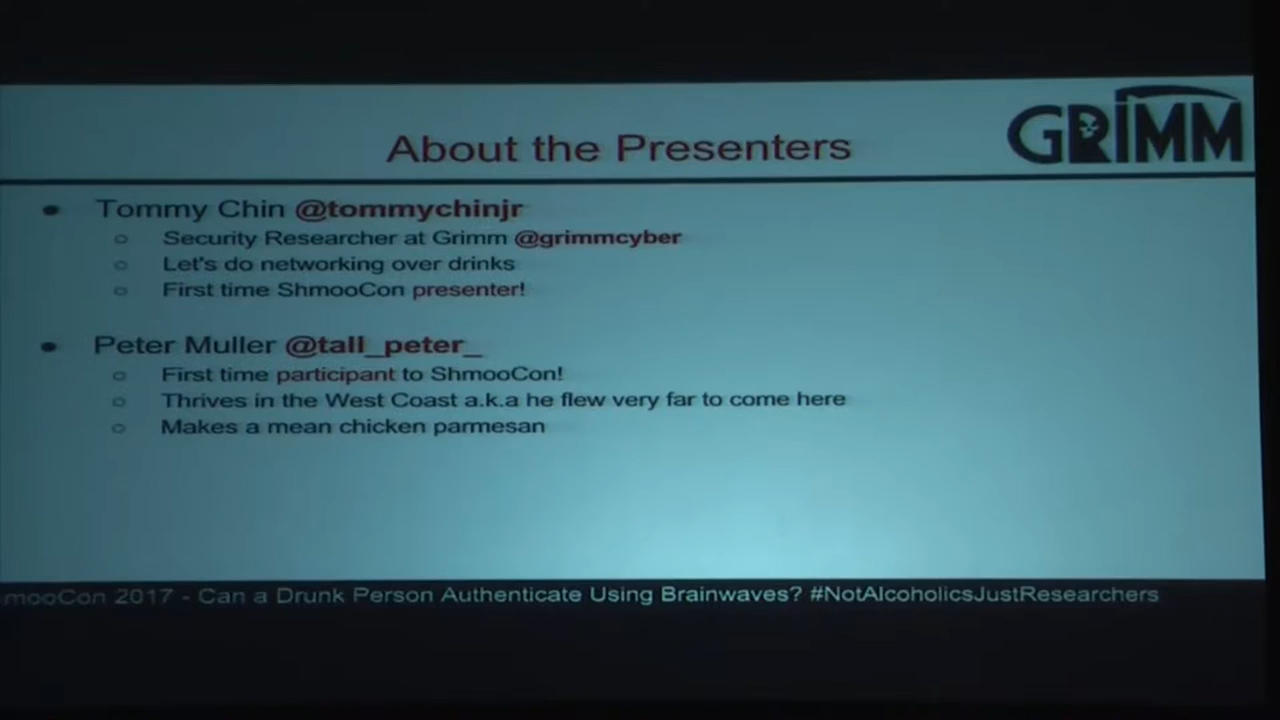 GRIMM
About the Presenters
Tommy Chin @tommychinjr
Security Researcher at Grimm @grimmcyber
Let's do networking over drinks
First time ShmooCon presenter!
Peter Muller @tall_peter_
First time participant to ShmooCon!
Thrives in the West Coast a.k.a he flew very far to come here
Makes a mean chicken parmesan
mooCon 2017 - Can a Drunk Person Authenticate Using Brainwaves? #NotAlcoholicsJustResearchers